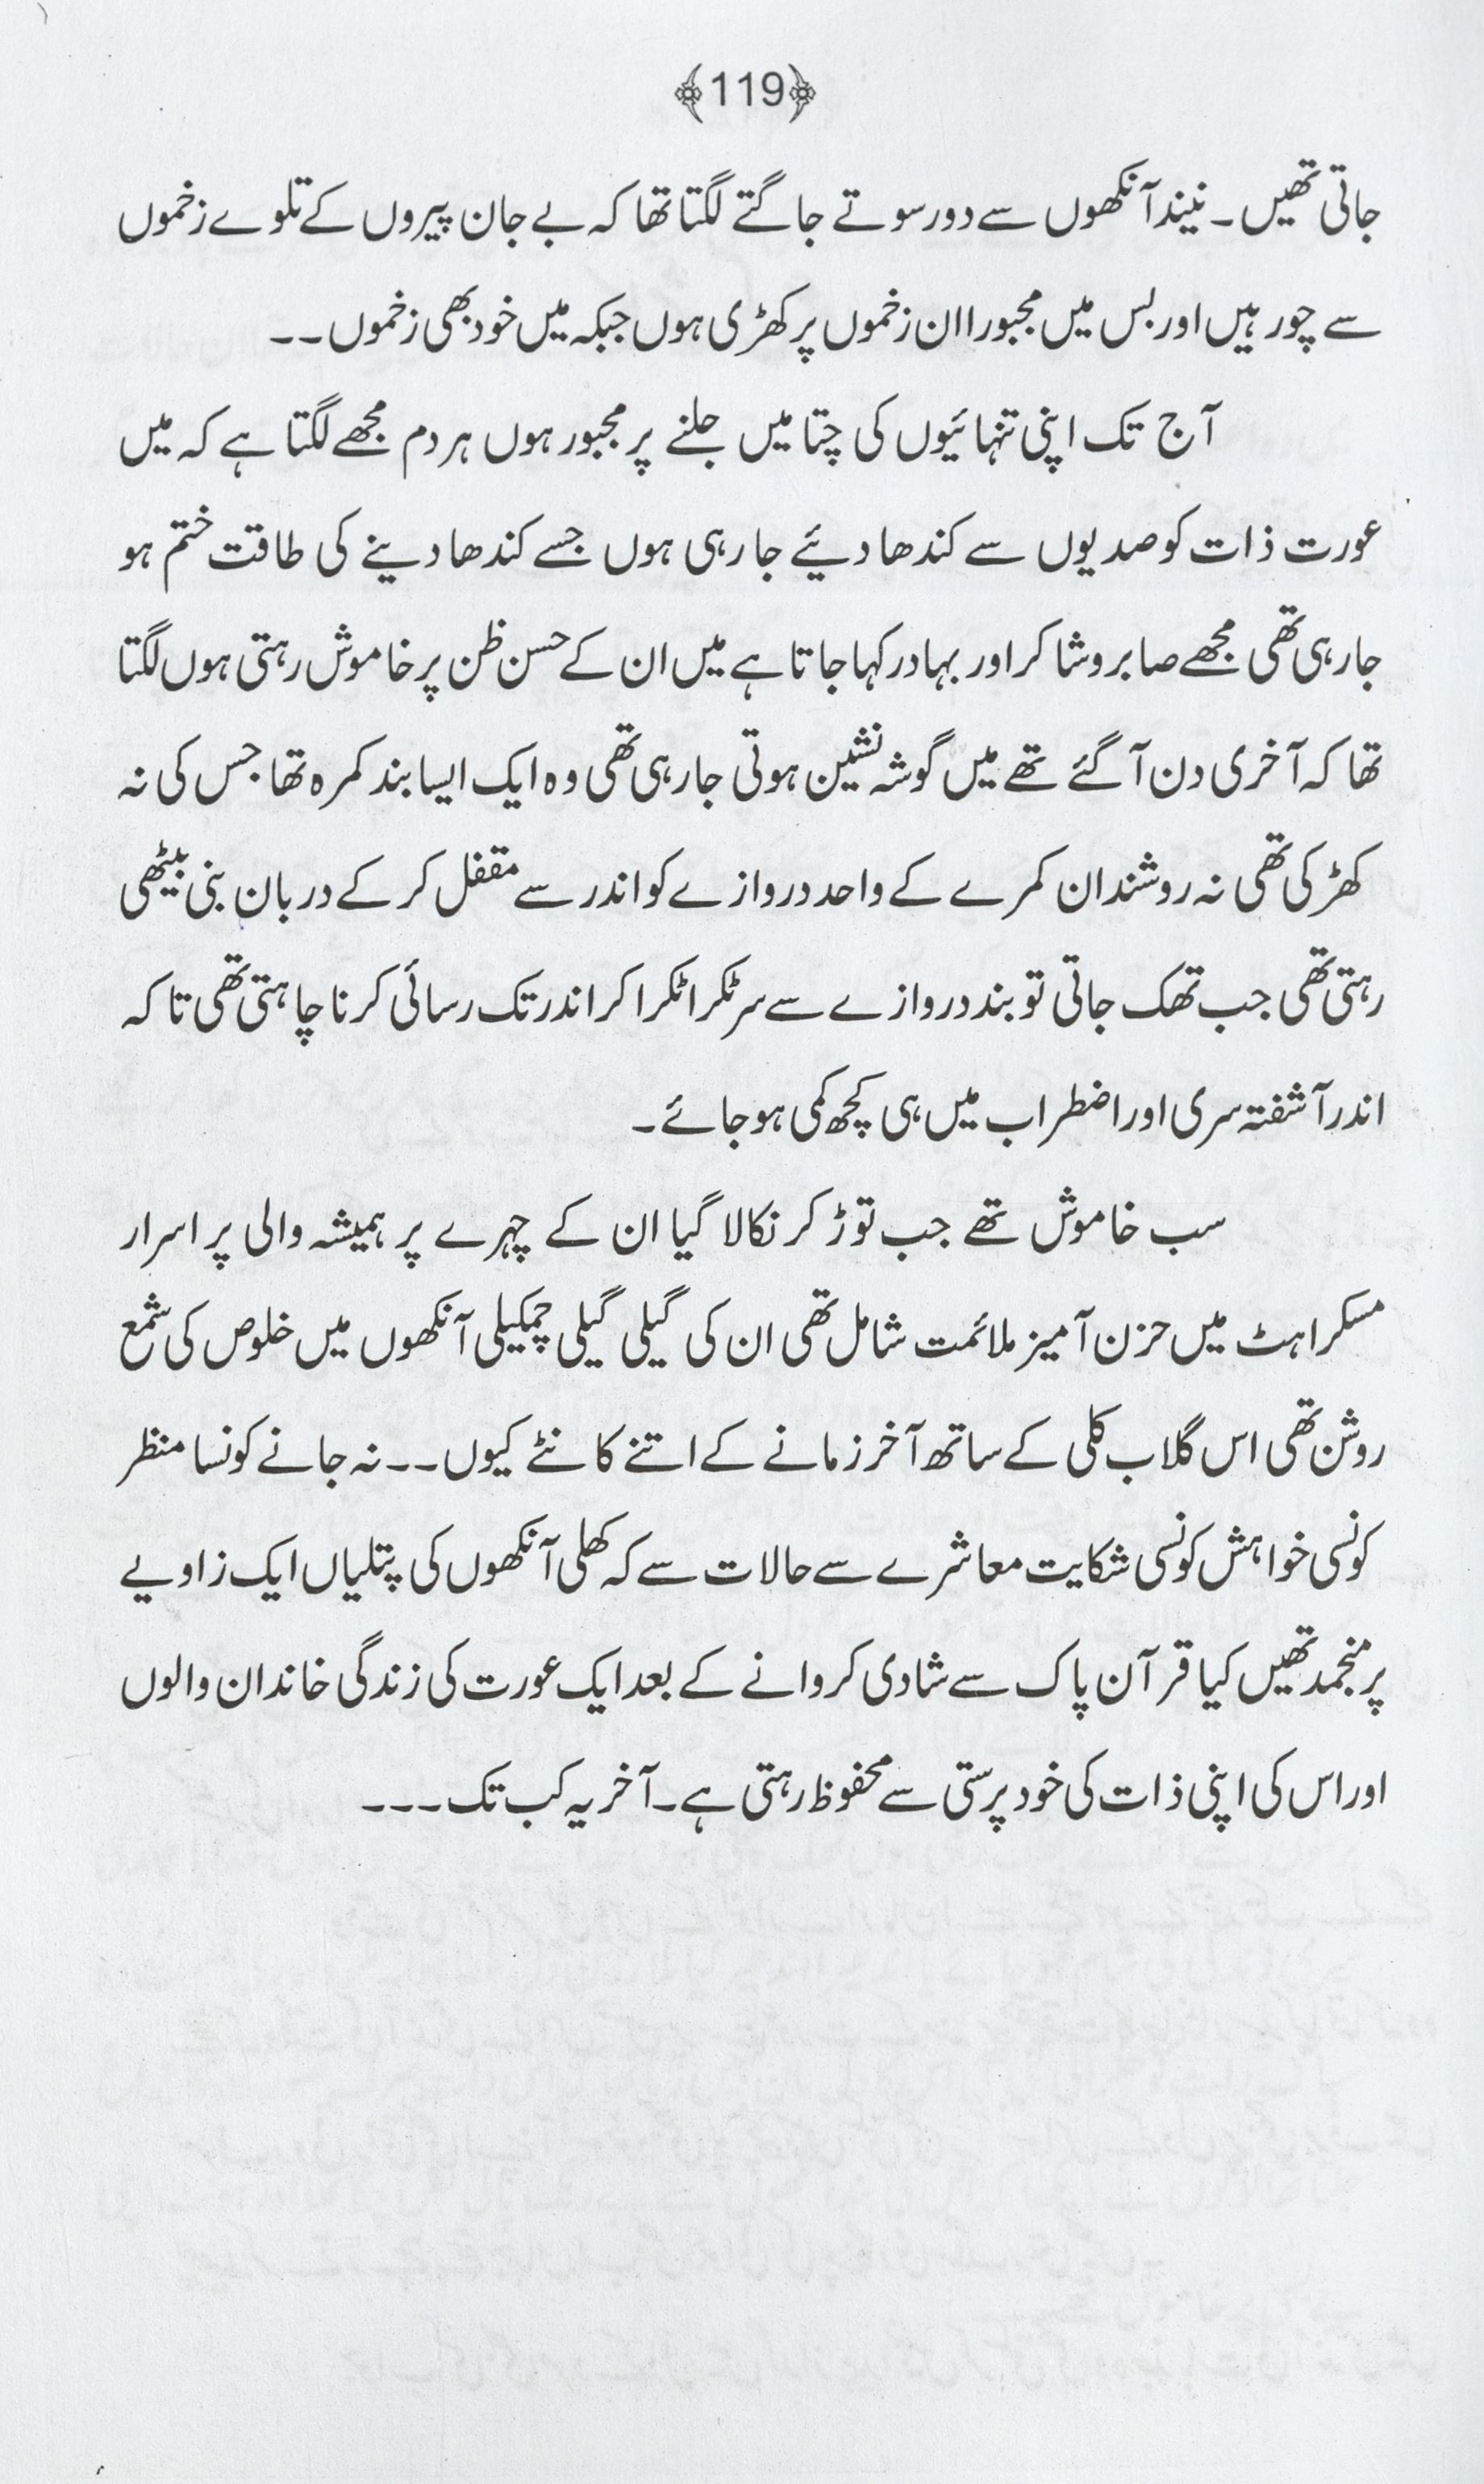 119
جاتی تھیں۔ نیند آنکھوں سے دور سوتے جاگتے لگتا تھا کہ بے جان پیروں کے تلوے زخموں
سے چور ہیں اور بس میں مجبورا ان زخموں پر کھڑی ہوں جبکہ میں خود بھی زخموں۔۔
آج تک اپنی تنہائیوں کی چتا میں جلنے پر مجبور ہوں ہر دم مجھے لگتا ہے کہ میں
عورت ذات کو صدیوں سے کندھا دیئے جا رہی ہوں جسے کندھا دینے کی طاقت ختم ہو
جا رہی تھی مجھے صابر و شاکر اور بہادر کہا جاتا ہے میں ان کے حسن ظن پر خاموش رہتی ہوں لگتا
تھا کہ آخری دن آ گئے تھے میں گوشہ نشین ہوتی جا رہی تھی وہ ایک ایسا بند کمرہ تھا جس کی نہ
کھڑکی تھی نہ روشندان کمرے کے واحد دروازے کو اندر سے مقفل کر کے دربان بنی بیٹھی
رہتی تھی جب تھک جاتی تو بند دروازے سے سر ٹکرا ٹکرا کر اندر تک رسائی کرنا چاہتی تھی تاکہ
اندر آشفتہ سری اور اضطراب میں ہی کچھ کمی ہو جائے۔
سب خاموش تھے جب توڑ کر نکالا گیا ان کے چہرے پر ہمیشہ والی پر اسرار
مسکراہٹ میں حزن آمیز ملائمت شامل تھی ان کی گیلی گیلی چمکیلی آنکھوں میں خلوص کی شمع
روشن تھی اس گلاب کلی کے ساتھ آخر زمانے کے اتنے کانٹے کیوں۔۔۔ نہ جانے کونسا منظر
کونسی خواہش کونسی شکایت معاشرے سے حالات سے کہ کھلی آنکھوں کی پتلیاں ایک زاویے
پر منجمد تھیں کیا قرآن پاک سے شادی کروانے کے بعد ایک عورت کی زندگی خاندان والوں
اور اس کی اپنی ذات کی خود پرستی سے محفوظ رہتی ہے۔ آخر یہ کب تک۔۔۔